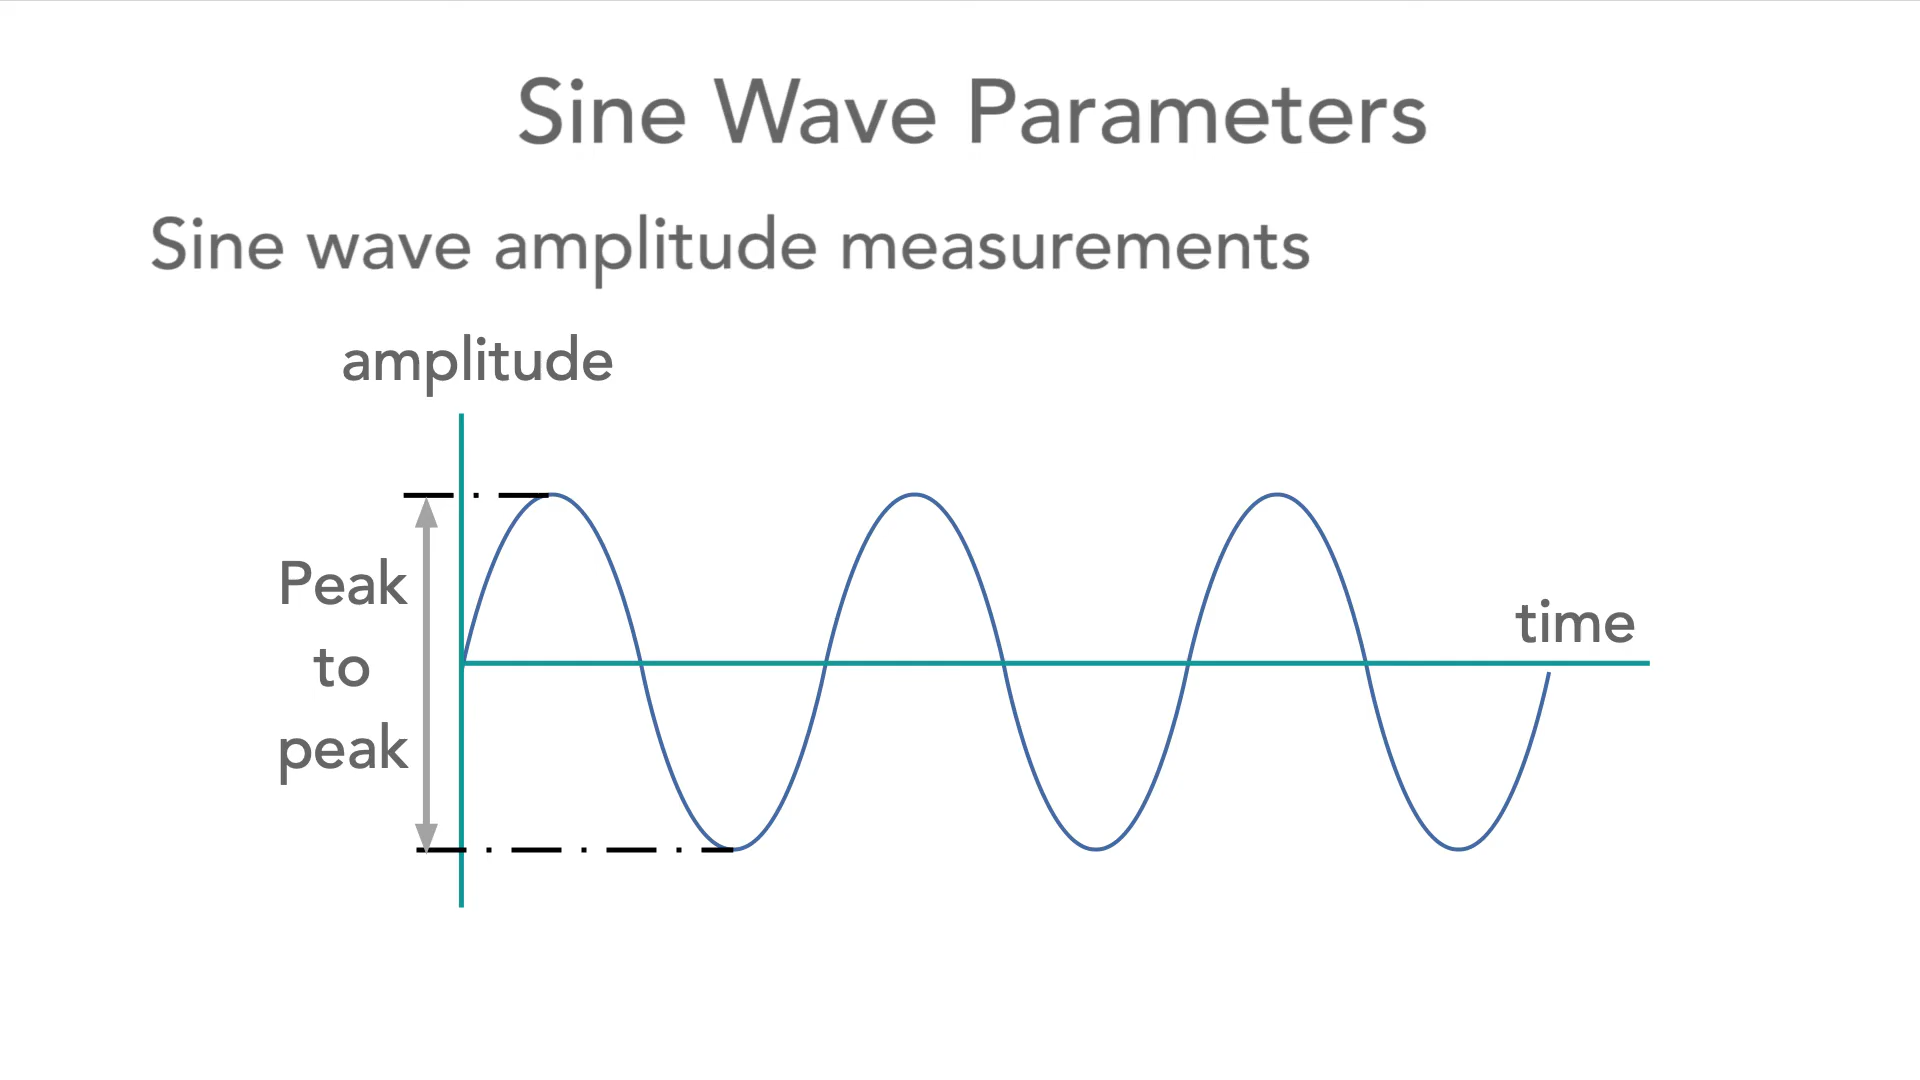 Sine Wave Parameters
Sine wave amplitude measurements
amplitude
Peak
to
peak
time